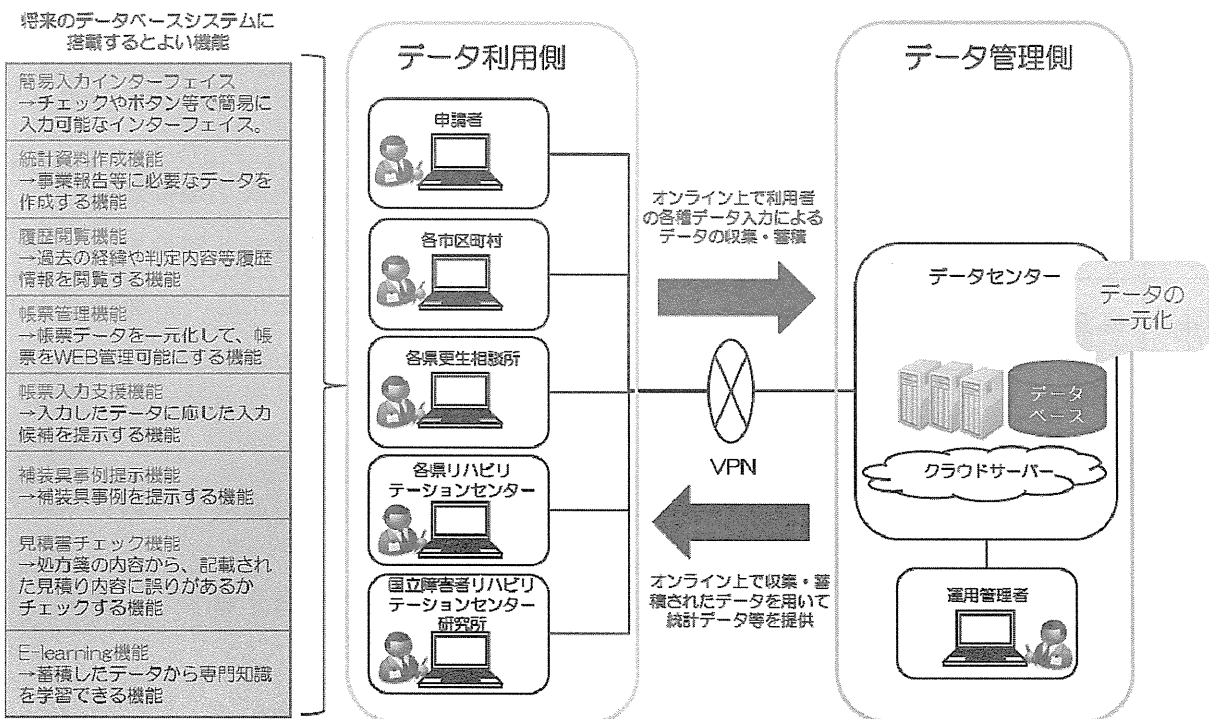 将来のデータベースシステムに
搭載するとよい機能
簡易入力インターフェイス
→チェックやボタン等で簡易に
入力可能なインターフェイス。
統計資料作成機能
→事業報告等に必要なデータを
作成する機能
履歴閲覧機能
→過去の経緯や判定内容等履歴
情報を閲覧する機能
帳票管理機能
→帳票データを一元化して、帳
票をWEB管理可能にする機能
帳票入力支援機能
→入力したデータに応じた入力
候補を提示する機能
補装具事例提示機能
→補装具事例を提示する機能
見積書チェック機能
→処方箋の内容から、記載され
た見積り内容に誤りがあるか
チェックする機能
E-learning機能
→蓄積したデータから専門知識
を学習できる機能
データ利用側
申請者
各市区町村
各県更生相談所
各県リハビリ
テーションセンター
国立障害者リハビリ
テーションセンター
研究所
オンライン上で利用者
の各種データ入力による
データの収集・蓄積
VPN
オンライン上で収集・蓄
積されたデータを用いて
統計データ等を提供
データ管理側
データセンター
データの
一元化
データ
ベース
クラウドサーバー
運用管理者